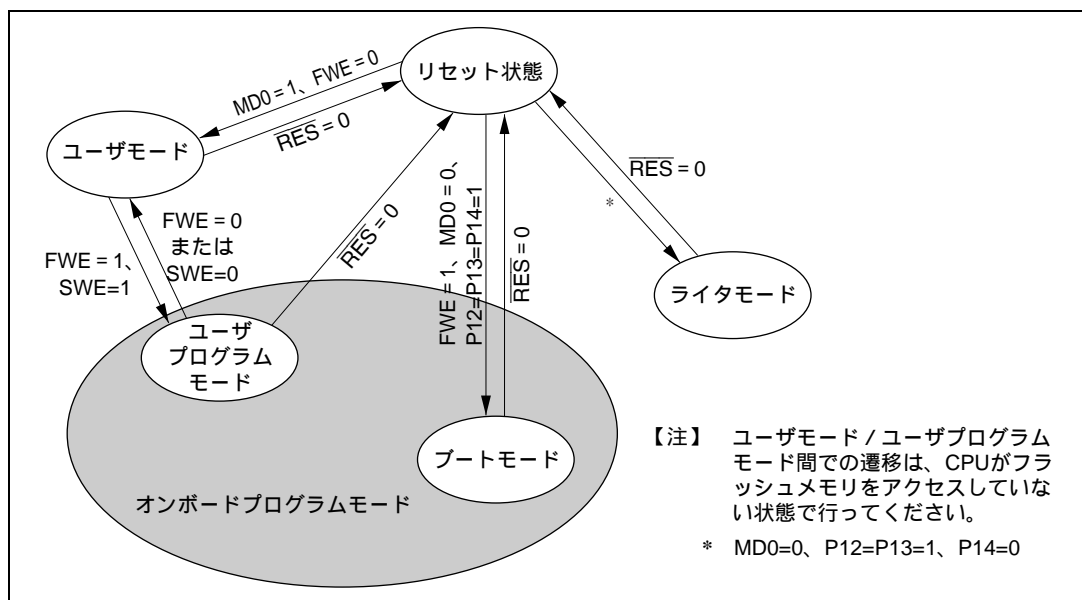 リセット状態
MD0 = 1、FWE = 0
RES = 0
ユーザモード
FWE = 0
または
SWE=0
FWE = 1、
SWE=1
RES = 0
FWE = 1、MD0 = 0、
P12=P13=P14=1
RES = 0
RES = 0
*
ライタモード
ユーザ
プログラム
モード
ブートモード
オンボードプログラムモード
【注】 ユーザモード / ユーザプログラム
モード間での遷移は、CPUがフラ
ッシュメモリをアクセスしていな
い状態で行ってください。
* MD0=0、P12=P13=1、P14=0